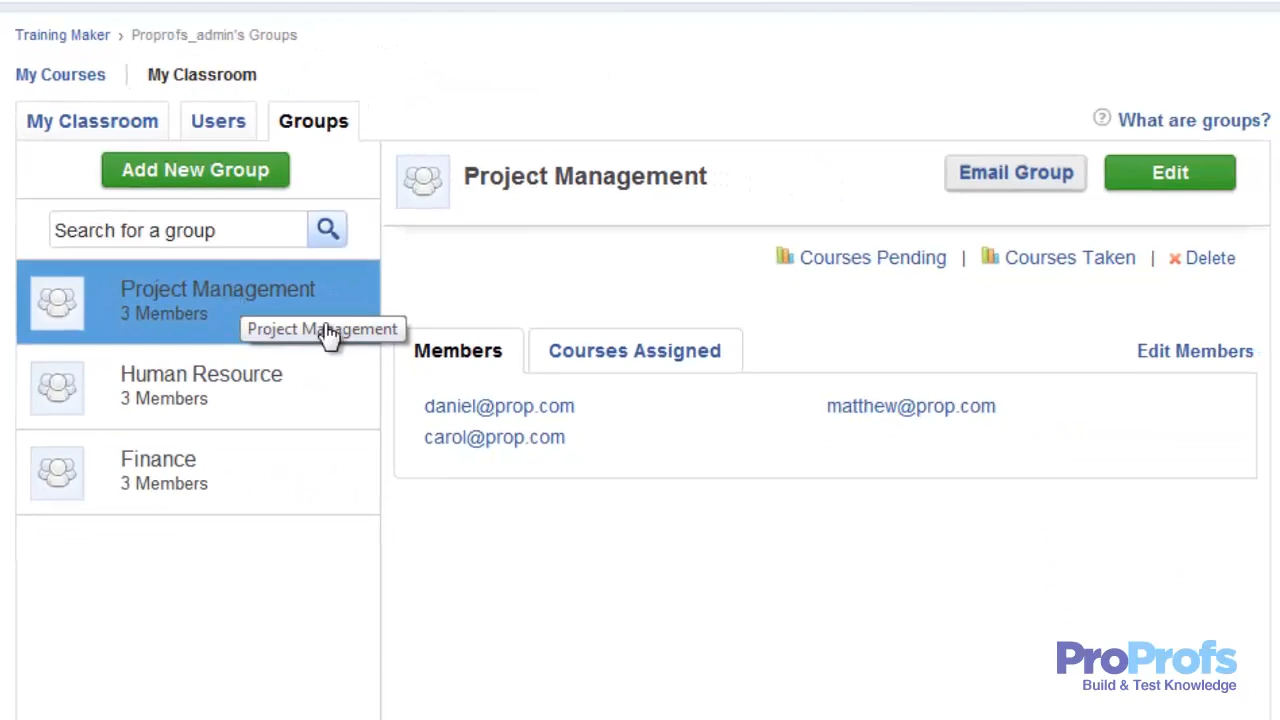 Training Maker › Proprofs_admin's Groups
My Courses | My Classroom
My Classroom Users Groups
? What are groups?
Add New Group
Search for a group
Project Management
3 Members
Project Management
Human Resource
3 Members
Finance
3 Members
Project Management
Email Group Edit
Courses Pending | Courses Taken | Delete
Members Courses Assigned Edit Members
daniel@prop.com matthew@prop.com
carol@prop.com
ProProfs
Build & Test Knowledge